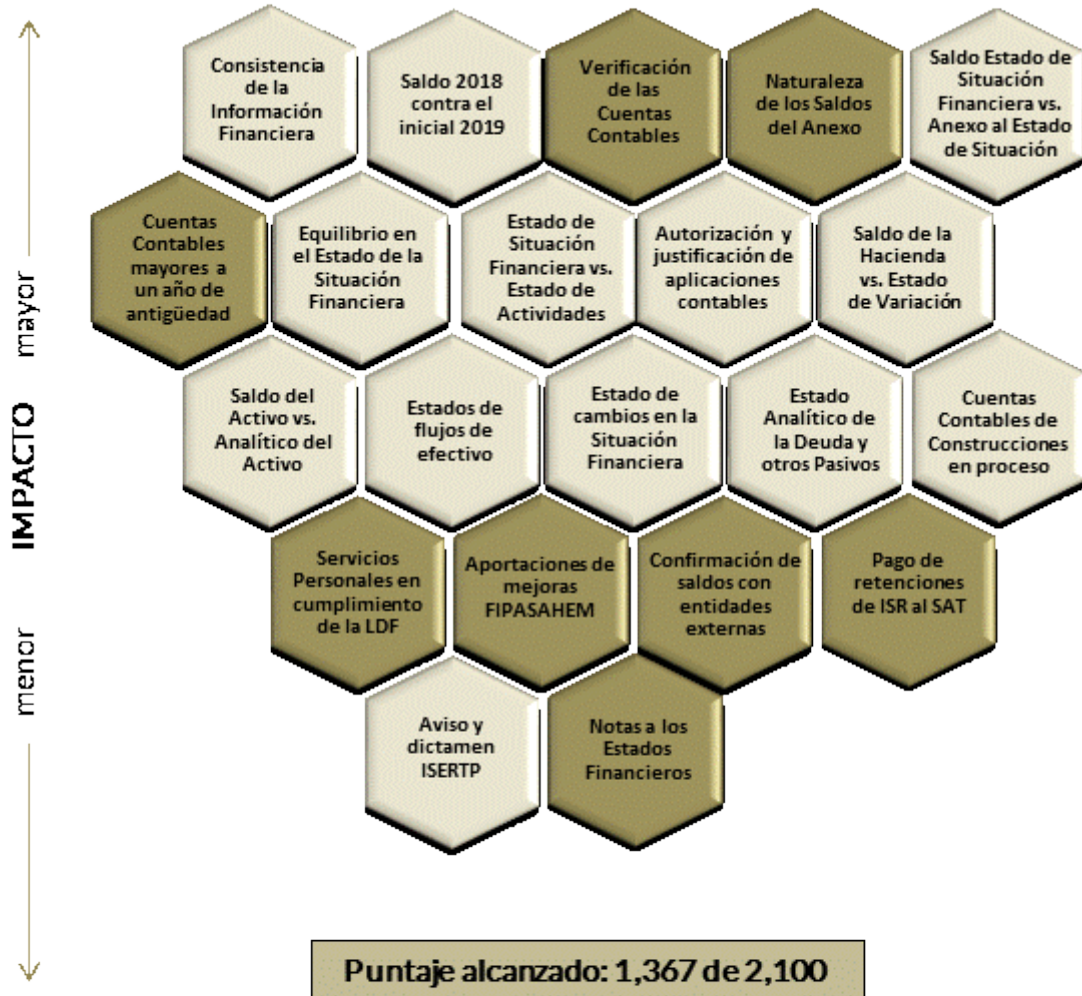 IMPACTO
mayor
menor
Consistencia
de la
Información
Financiera
Saldo 2018
contra el
inicial 2019
Verificación
de las
Cuentas
Contables
Naturaleza
de los Saldos
del Anexo
Saldo Estado de
Situación
Financiera vs.
Anexo al Estado
de Situación
Cuentas
Contables
mayores a
un año de
antigüedad
Equilibrio en
el Estado de la
Situación
Financiera
Estado de
Situación
Financiera vs.
Estado de
Actividades
Autorización y
justificación de
aplicaciones
contables
Saldo de la
Hacienda
vs. Estado
de Variación
Saldo del
Activo vs.
Analítico del
Activo
Estados de
flujos de
efectivo
Estado de
cambios en la
Situación
Financiera
Estado
Analítico de
la Deuda y
otros Pasivos
Cuentas
Contables de
Construcciones
en proceso
Servicios
Personales en
cumplimiento
de la LDF
Aportaciones de
mejoras
FIPASAHEM
Confirmación de
saldos con
entidades
externas
Pago de
retenciones
de ISR al SAT
Aviso y
dictamen
ISERTP
Notas a los
Estados
Financieros
Puntaje alcanzado: 1,367 de 2,100